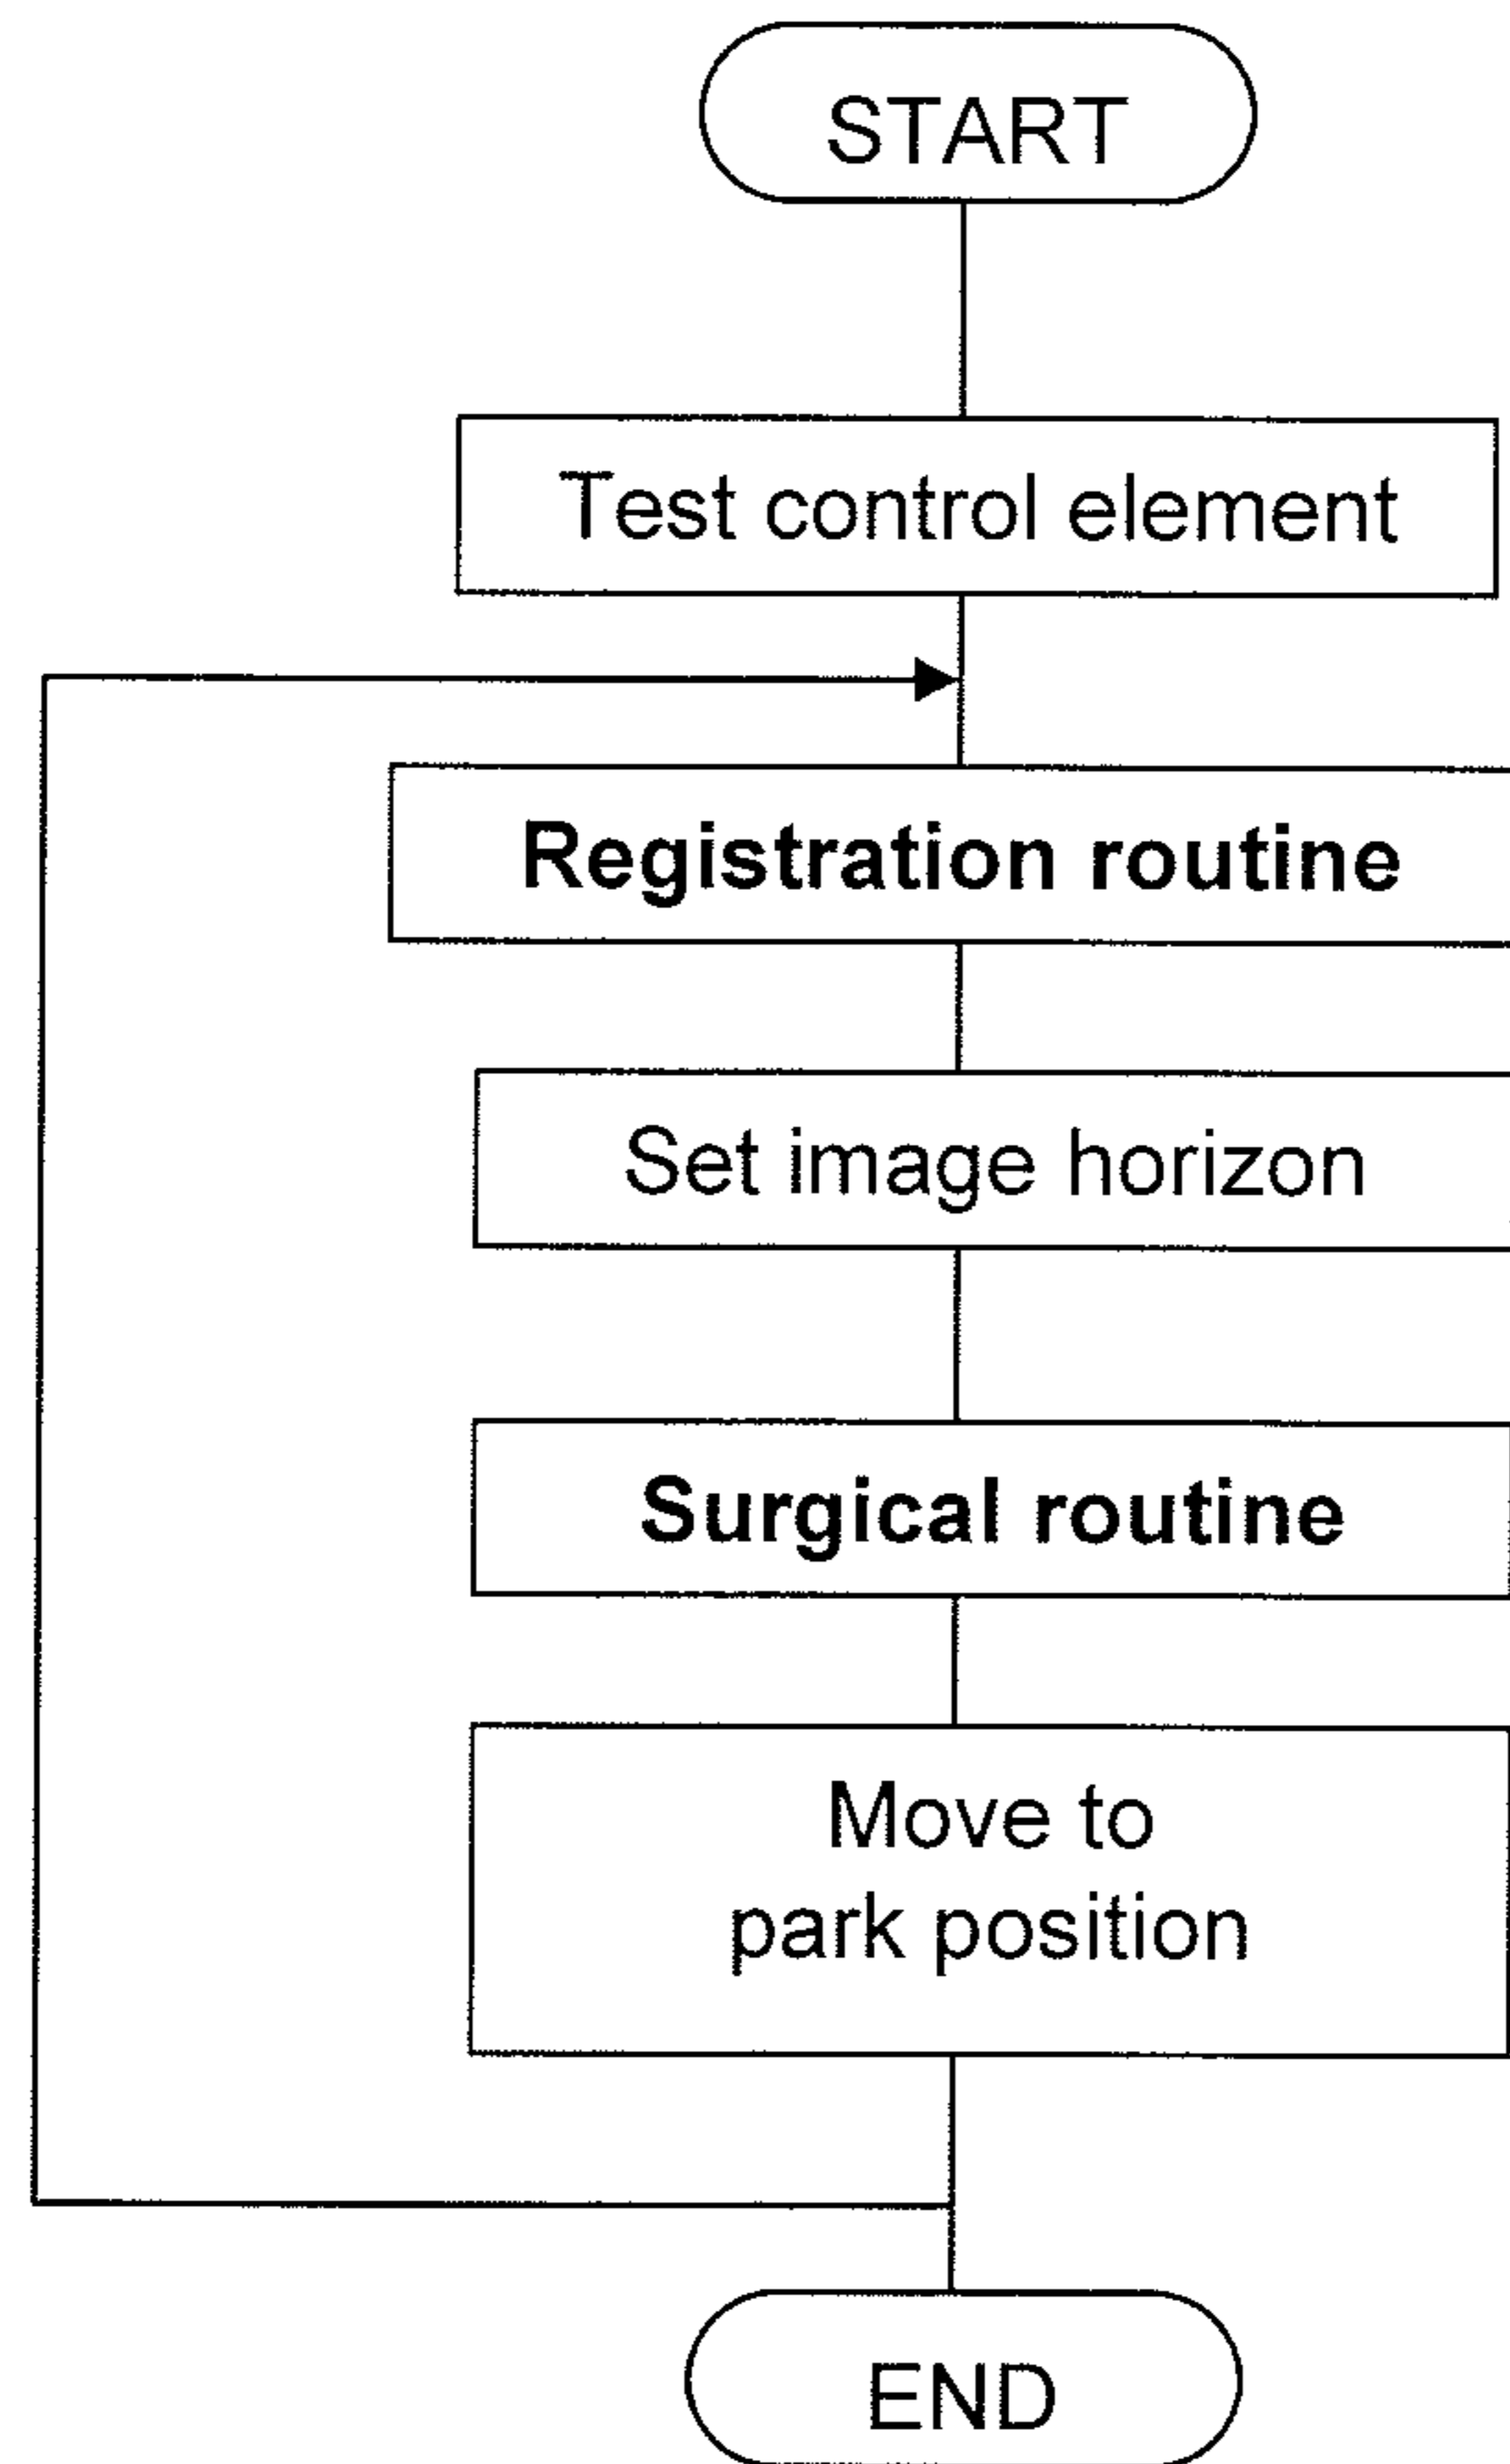 START
Test control element
Registration routine
Set image horizon
Surgical routine
Move to
park position
END